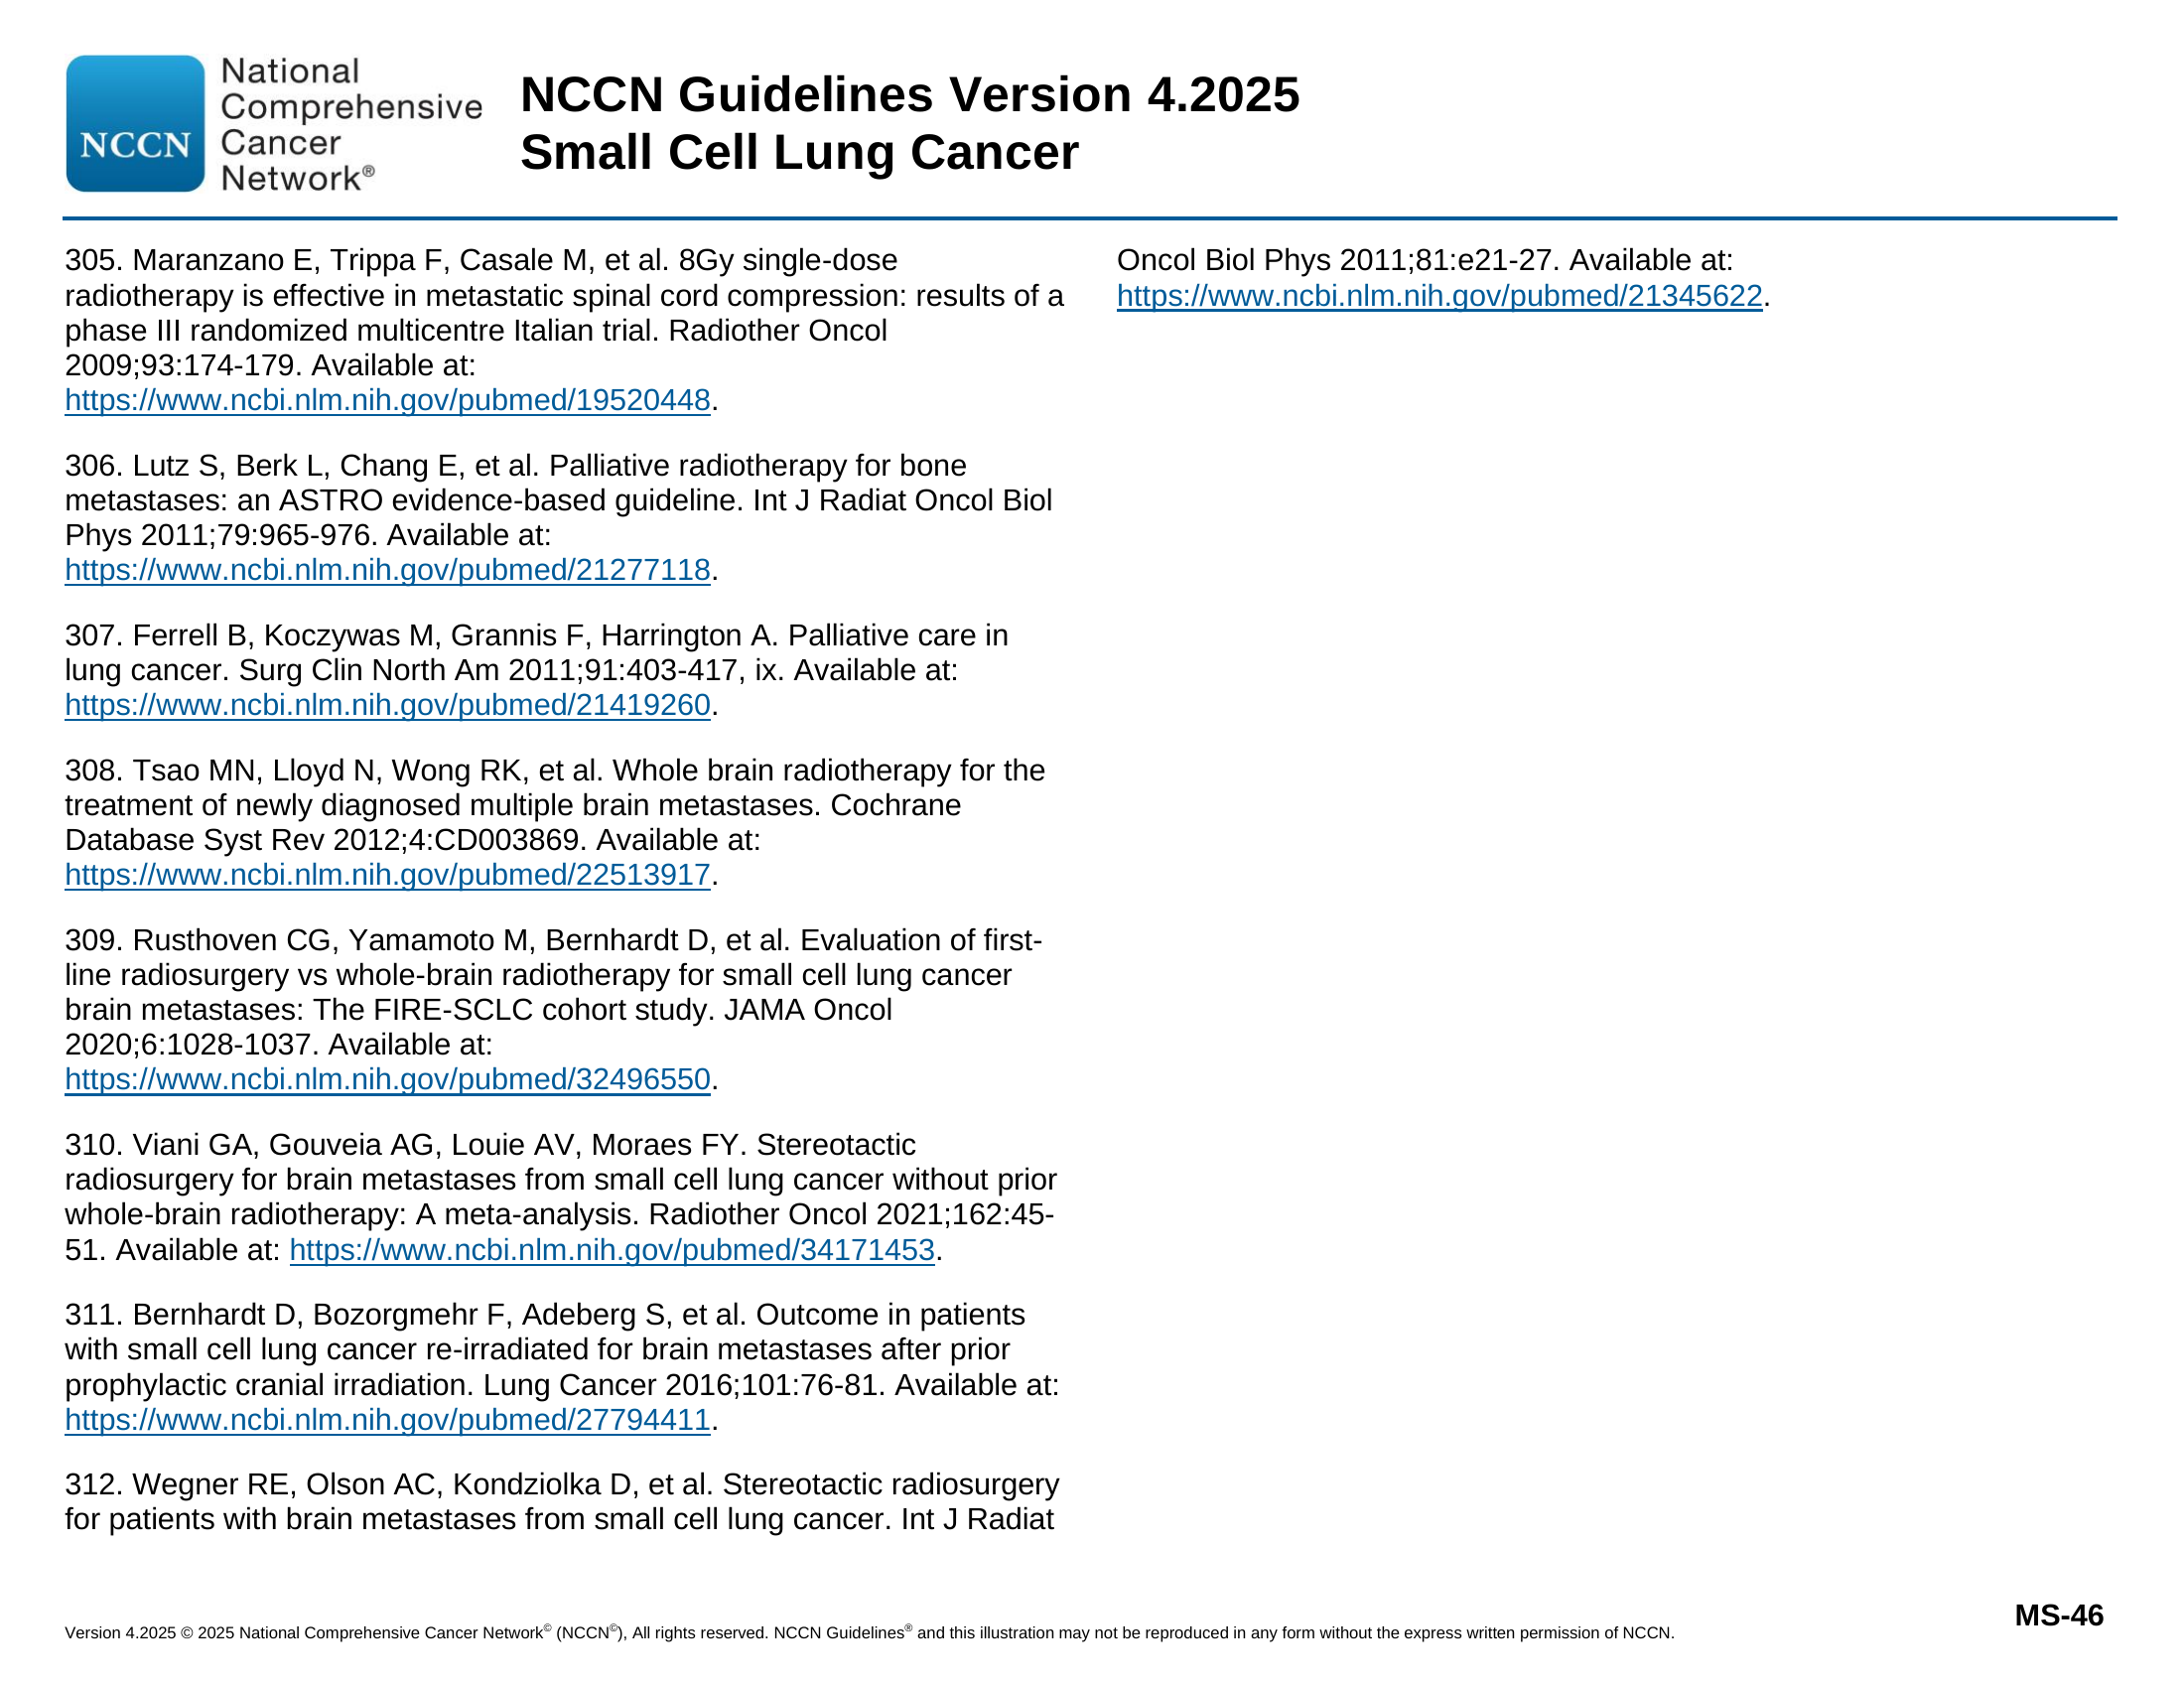 NCCN
National
Comprehensive
Cancer
Network®
NCCN Guidelines Version 4.2025
Small Cell Lung Cancer
305. Maranzano E, Trippa F, Casale M, et al. 8Gy single-dose
radiotherapy is effective in metastatic spinal cord compression: results of a
phase III randomized multicentre Italian trial. Radiother Oncol
2009;93:174-179. Available at:
https://www.ncbi.nlm.nih.gov/pubmed/19520448.
306. Lutz S, Berk L, Chang E, et al. Palliative radiotherapy for bone
metastases: an ASTRO evidence-based guideline. Int J Radiat Oncol Biol
Phys 2011;79:965-976. Available at:
https://www.ncbi.nlm.nih.gov/pubmed/21277118.
307. Ferrell B, Koczywas M, Grannis F, Harrington A. Palliative care in
lung cancer. Surg Clin North Am 2011;91:403-417, ix. Available at:
https://www.ncbi.nlm.nih.gov/pubmed/21419260.
308. Tsao MN, Lloyd N, Wong RK, et al. Whole brain radiotherapy for the
treatment of newly diagnosed multiple brain metastases. Cochrane
Database Syst Rev 2012;4:CD003869. Available at:
https://www.ncbi.nlm.nih.gov/pubmed/22513917.
309. Rusthoven CG, Yamamoto M, Bernhardt D, et al. Evaluation of first-
line radiosurgery vs whole-brain radiotherapy for small cell lung cancer
brain metastases: The FIRE-SCLC cohort study. JAMA Oncol
2020;6:1028-1037. Available at:
https://www.ncbi.nlm.nih.gov/pubmed/32496550.
310. Viani GA, Gouveia AG, Louie AV, Moraes FY. Stereotactic
radiosurgery for brain metastases from small cell lung cancer without prior
whole-brain radiotherapy: A meta-analysis. Radiother Oncol 2021;162:45-
51. Available at: https://www.ncbi.nlm.nih.gov/pubmed/34171453.
311. Bernhardt D, Bozorgmehr F, Adeberg S, et al. Outcome in patients
with small cell lung cancer re-irradiated for brain metastases after prior
prophylactic cranial irradiation. Lung Cancer 2016;101:76-81. Available at:
https://www.ncbi.nlm.nih.gov/pubmed/27794411.
312. Wegner RE, Olson AC, Kondziolka D, et al. Stereotactic radiosurgery
for patients with brain metastases from small cell lung cancer. Int J Radiat
Oncol Biol Phys 2011;81:e21-27. Available at:
https://www.ncbi.nlm.nih.gov/pubmed/21345622.
MS-46
Version 4.2025 © 2025 National Comprehensive Cancer Network© (NCCN©), All rights reserved. NCCN Guidelines® and this illustration may not be reproduced in any form without the express written permission of NCCN.